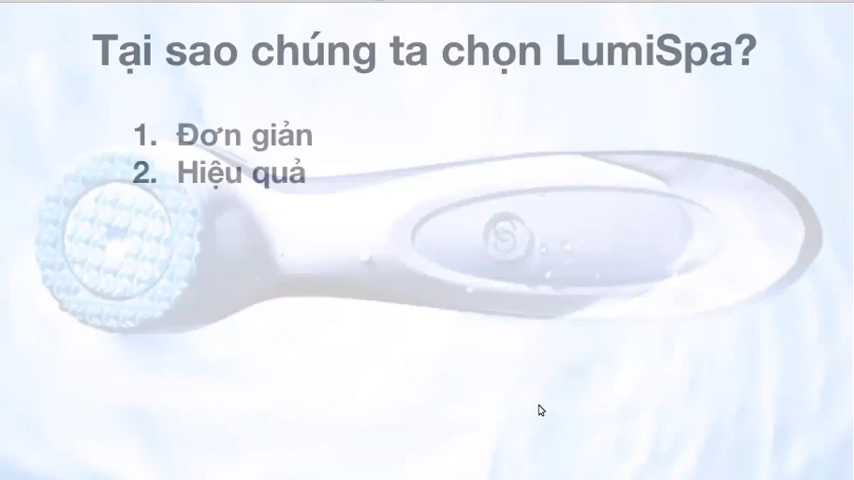 Tại sao chúng ta chọn LumiSpa?
1. Đơn giản
2. Hiệu quả